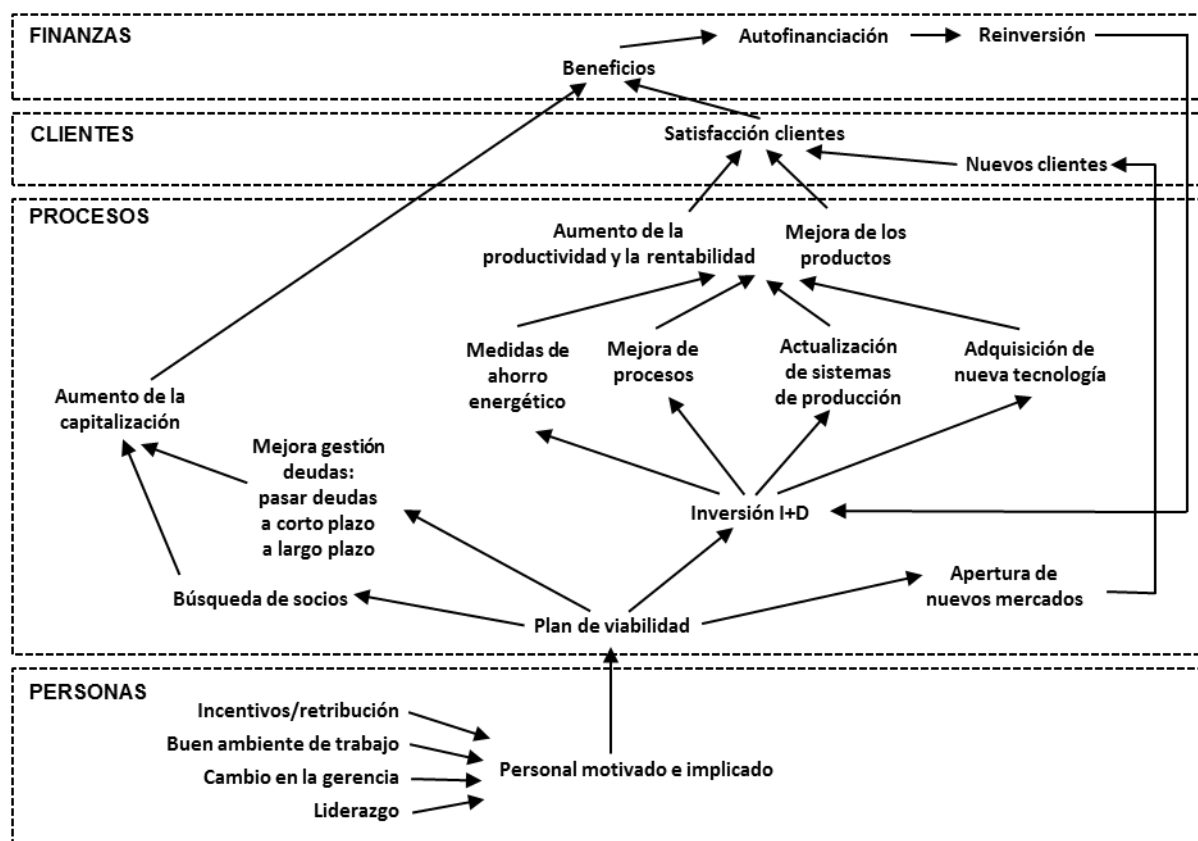 FINANZAS
Autofinanciación
Reinversión
Beneficios
CLIENTES
Satisfacción clientes
Nuevos clientes
PROCESOS
Aumento de la
productividad y la rentabilidad
Mejora de los
productos
Medidas de
ahorro
energético
Mejora de
procesos
Actualización
de sistemas
de producción
Adquisición de
nueva tecnología
Aumento de la
capitalización
Mejora gestión
deudas:
pasar deudas
a corto plazo
a largo plazo
Inversión I+D
Búsqueda de socios
Apertura de
nuevos mercados
Plan de viabilidad
PERSONAS
Incentivos/retribución
Buen ambiente de trabajo
Cambio en la gerencia
Liderazgo
Personal motivado e implicado